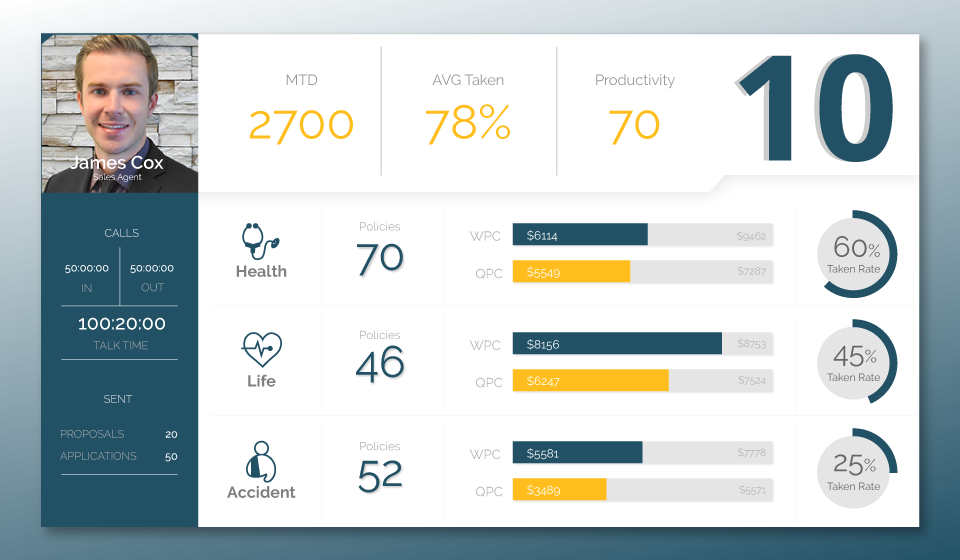 James Cox
Sales Agent
MTD
2700
AVG Taken
78%
Productivity
70
10
CALLS
50:00:00
IN
50:00:00
OUT
100:20:00
TALK TIME
SENT
PROPOSALS 20
APPLICATIONS 50
Health
Policies
70
WPC $6114 $9462
QPC $5549 $7287
60%
Taken Rate
Life
Policies
46
WPC $8156 $8753
QPC $6247 $7524
45%
Taken Rate
Accident
Policies
52
WPC $5581 $7778
QPC $3489 $5571
25%
Taken Rate